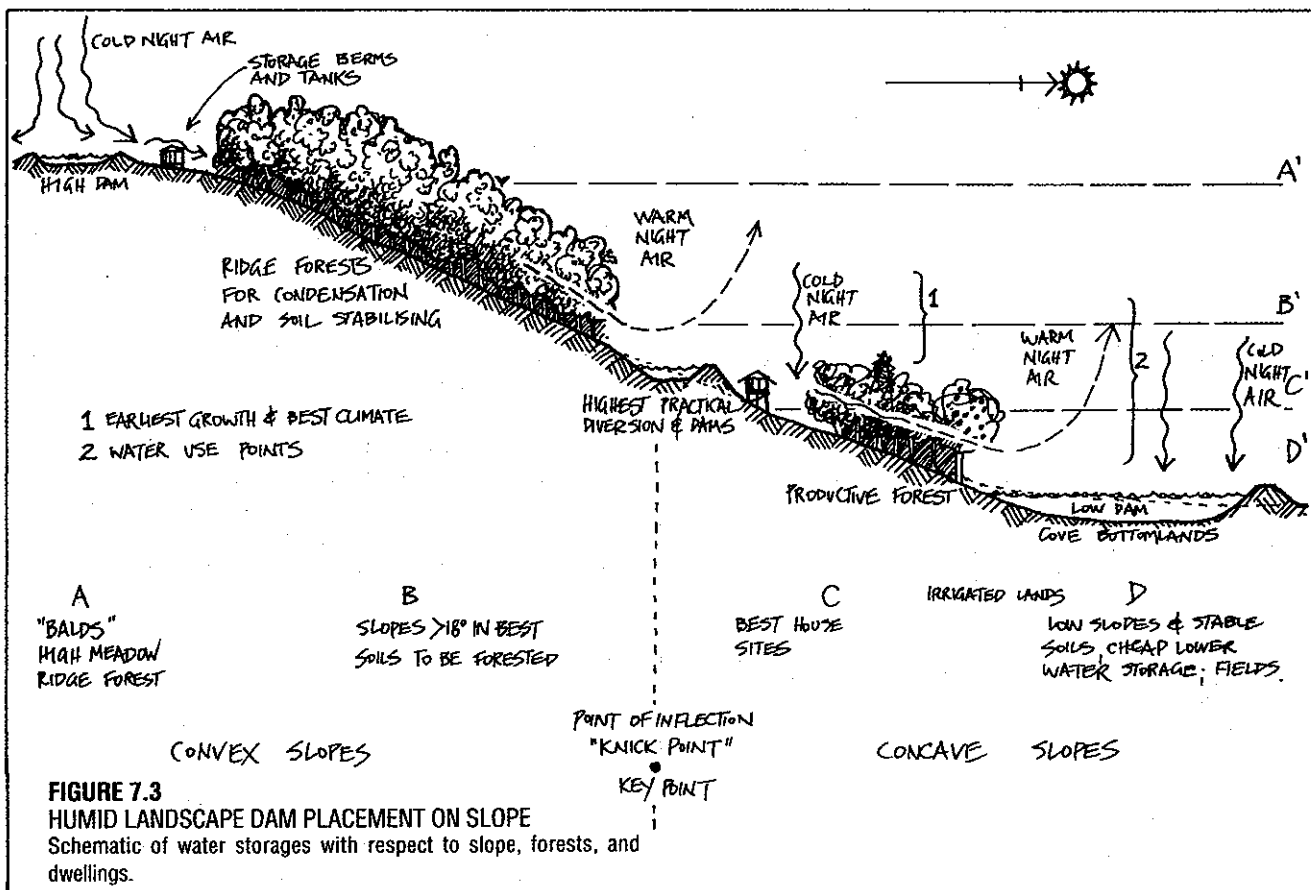 COLD NIGHT AIR
STORAGE BERMS
AND TANKS
HIGH DAM
A'
WARM
NIGHT
AIR
RIDGE FORESTS
FOR CONDENSATION
AND SOIL STABILISING
COLD
NIGHT
AIR
1
B'
WARM
NIGHT
AIR
2
COLD
NIGHT
AIR
C'
D'
HIGHEST PRACTICAL
DIVERSION & DAMS
1 EARLIEST GROWTH & BEST CLIMATE
2 WATER USE POINTS
PRODUCTIVE FOREST
LOW DAM
COVE BOTTOMLANDS
A
"BALDS"
HIGH MEADOW
RIDGE FOREST
B
SLOPES >18° IN BEST
SOILS TO BE FORESTED
C
BEST HOUSE
SITES
IRRIGATED LANDS
D
LOW SLOPES & STABLE
SOILS, CHEAP LOWER
WATER STORAGE; FIELDS.
CONVEX SLOPES
POINT OF INFLECTION
"KNICK POINT"
KEY POINT
CONCAVE SLOPES
FIGURE 7.3
HUMID LANDSCAPE DAM PLACEMENT ON SLOPE
Schematic of water storages with respect to slope, forests, and
dwellings.